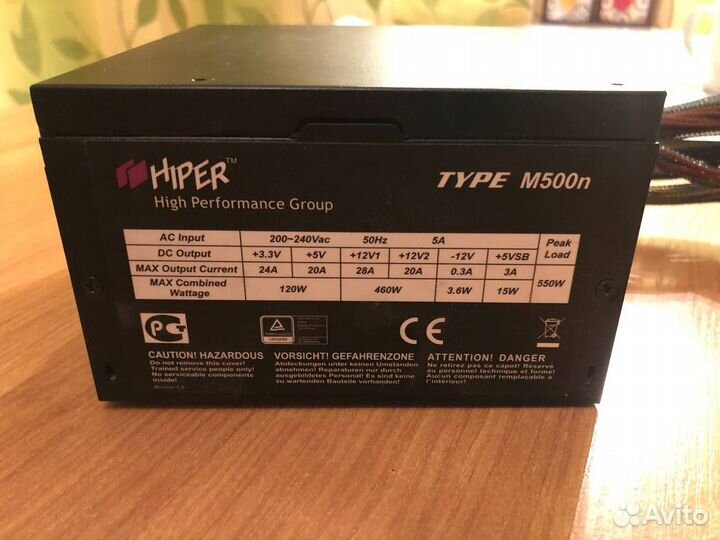 HIPER™
High Performance Group
TYPE M500n
AC Input 200~240Vac 50Hz 5A Peak Load
DC Output +3.3V +5V +12V1 +12V2 -12V +5VSB
MAX Output Current 24A 20A 28A 20A 0.3A 3A 550W
MAX Combined Wattage 120W 460W 3.6W 15W
CAUTION! HAZARDOUS
Do not remove this cover!
Trained service people only!
No serviceable components
inside!
VORSICHT! GEFAHRENZONE
Abdeckungen unter keinen Umständen
abnehmen! Reparatur nur durch
ausgebildetes Personal! Es sind keine
zu wartenden Bauteile vorhanden!
ATTENTION! DANGER
Ne retirez pas ce capot! Réservé
au personnel technique et formé!
Aucun composant remplaçable à
l'intérieur!
CE
Avito